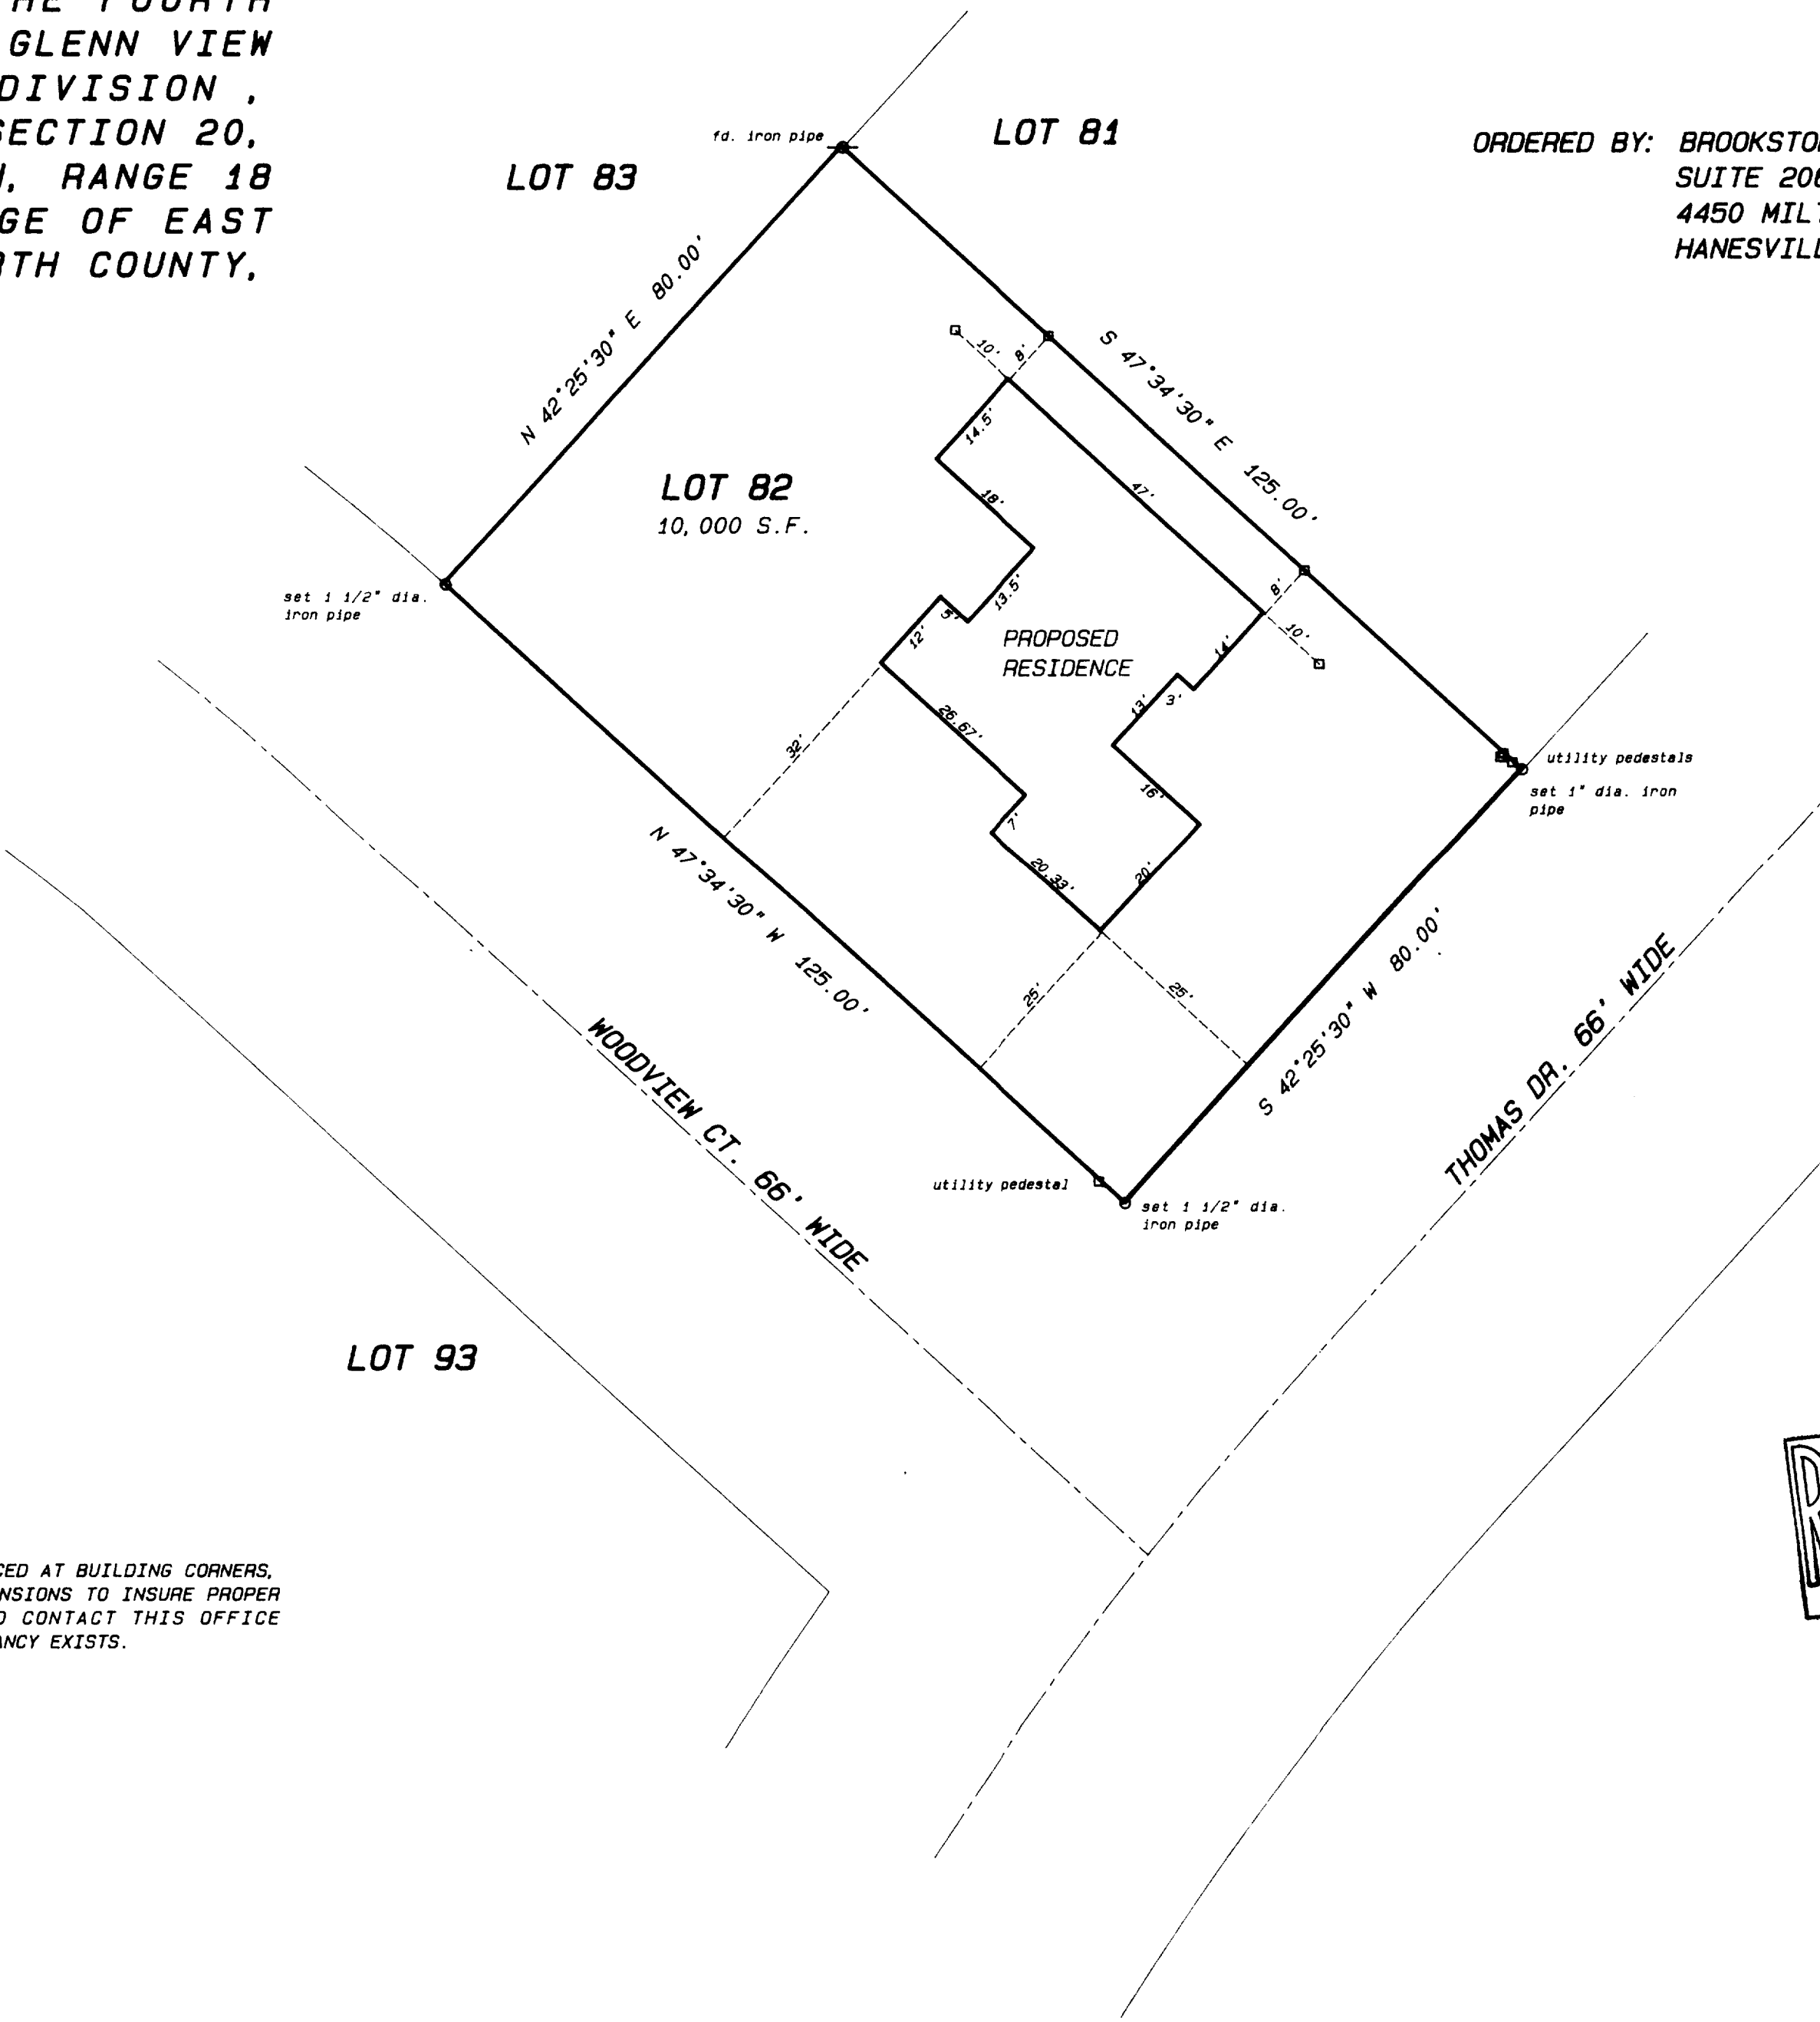 FOURTH
GLENN VIEW
DIVISION ,
SECTION 20,
RANGE 18
OF EAST
COUNTY,
ORDERED BY:
SUITE
4450
fd. iron pipe
LOT 81
LOT 83
N 42°25'30" E 80.00'
S 47°34'30" E 125.00'
10'
8'
14.5'
47'
18'
LOT 82
10,000 S.F.
13.5'
5'
12'
8'
10'
14'
3'
13'
PROPOSED
RESIDENCE
set 1 1/2" dia.
iron pipe
26.67'
32'
16'
7'
20.33'
20'
utility pedestals
set 1" dia. iron
pipe
N 47°34'30" W 125.00'
25'
25'
S 42°25'30" W 80.00'
THOMAS DR. 66' WIDE
WOODVIEW CT. 66' WIDE
utility pedestal
set 1 1/2" dia.
iron pipe
LOT 93
AT BUILDING CORNERS,
TO INSURE PROPER
CONTACT THIS OFFICE
EXISTS.